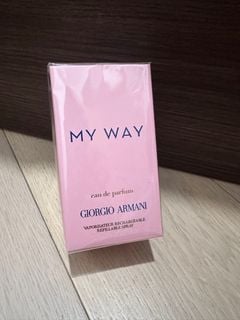 MY WAY
eau de parfum
GIORGIO ARMANI
VAPORISATEUR RECHARGEABLE
REFILLABLE SPRAY